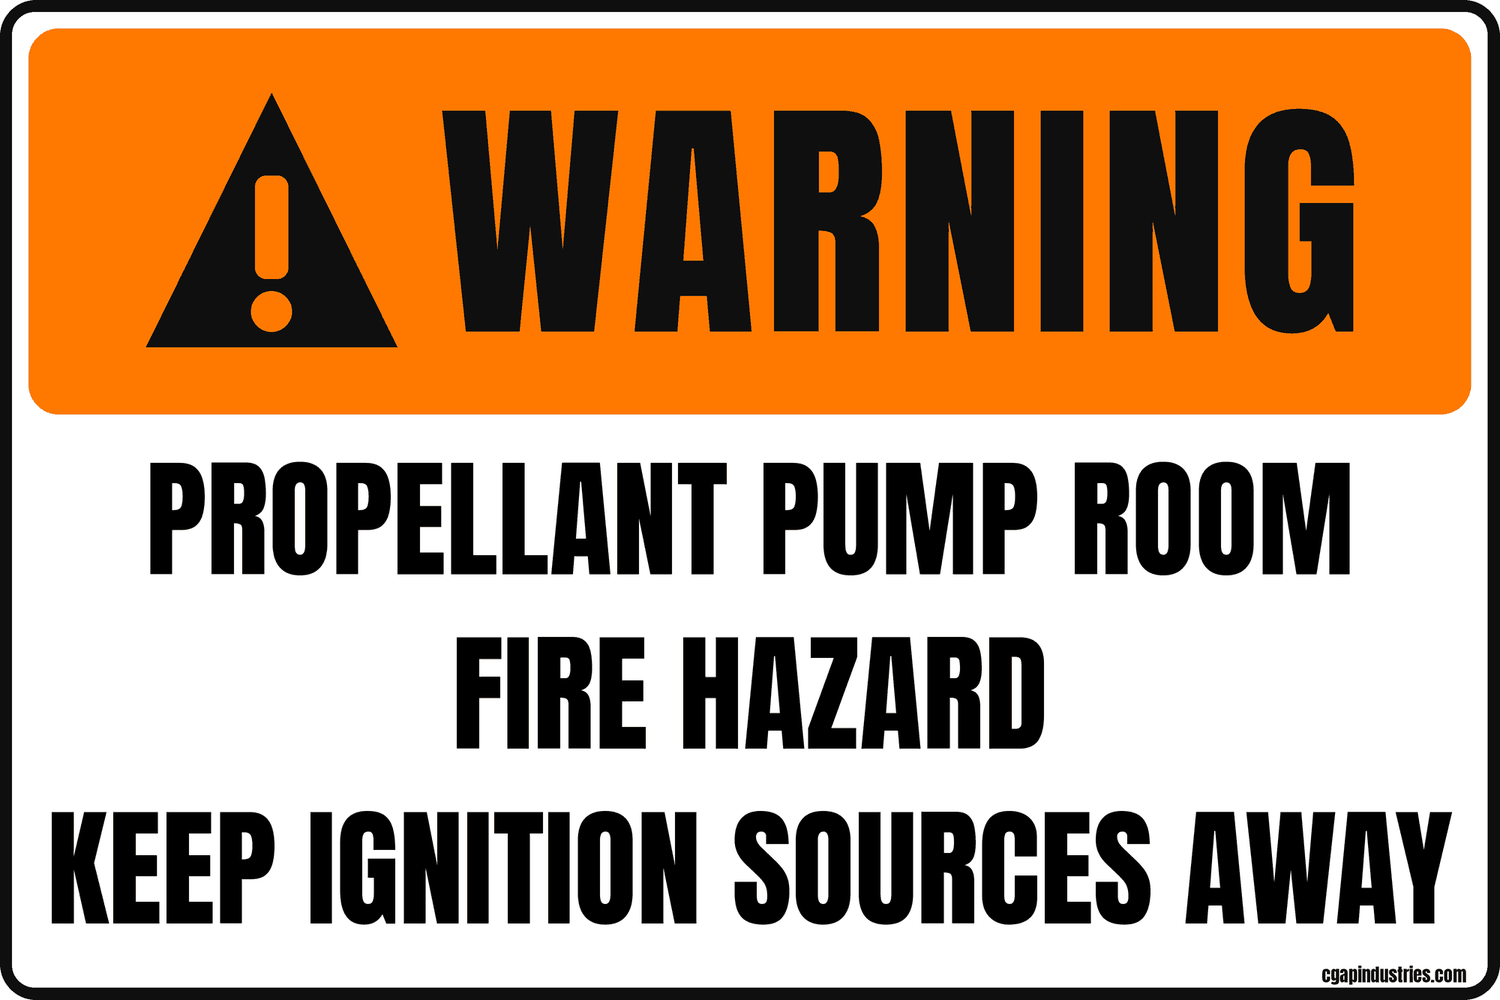 WARNING
PROPELLANT PUMP ROOM
FIRE HAZARD
KEEP IGNITION SOURCES AWAY
cgapindustries.com